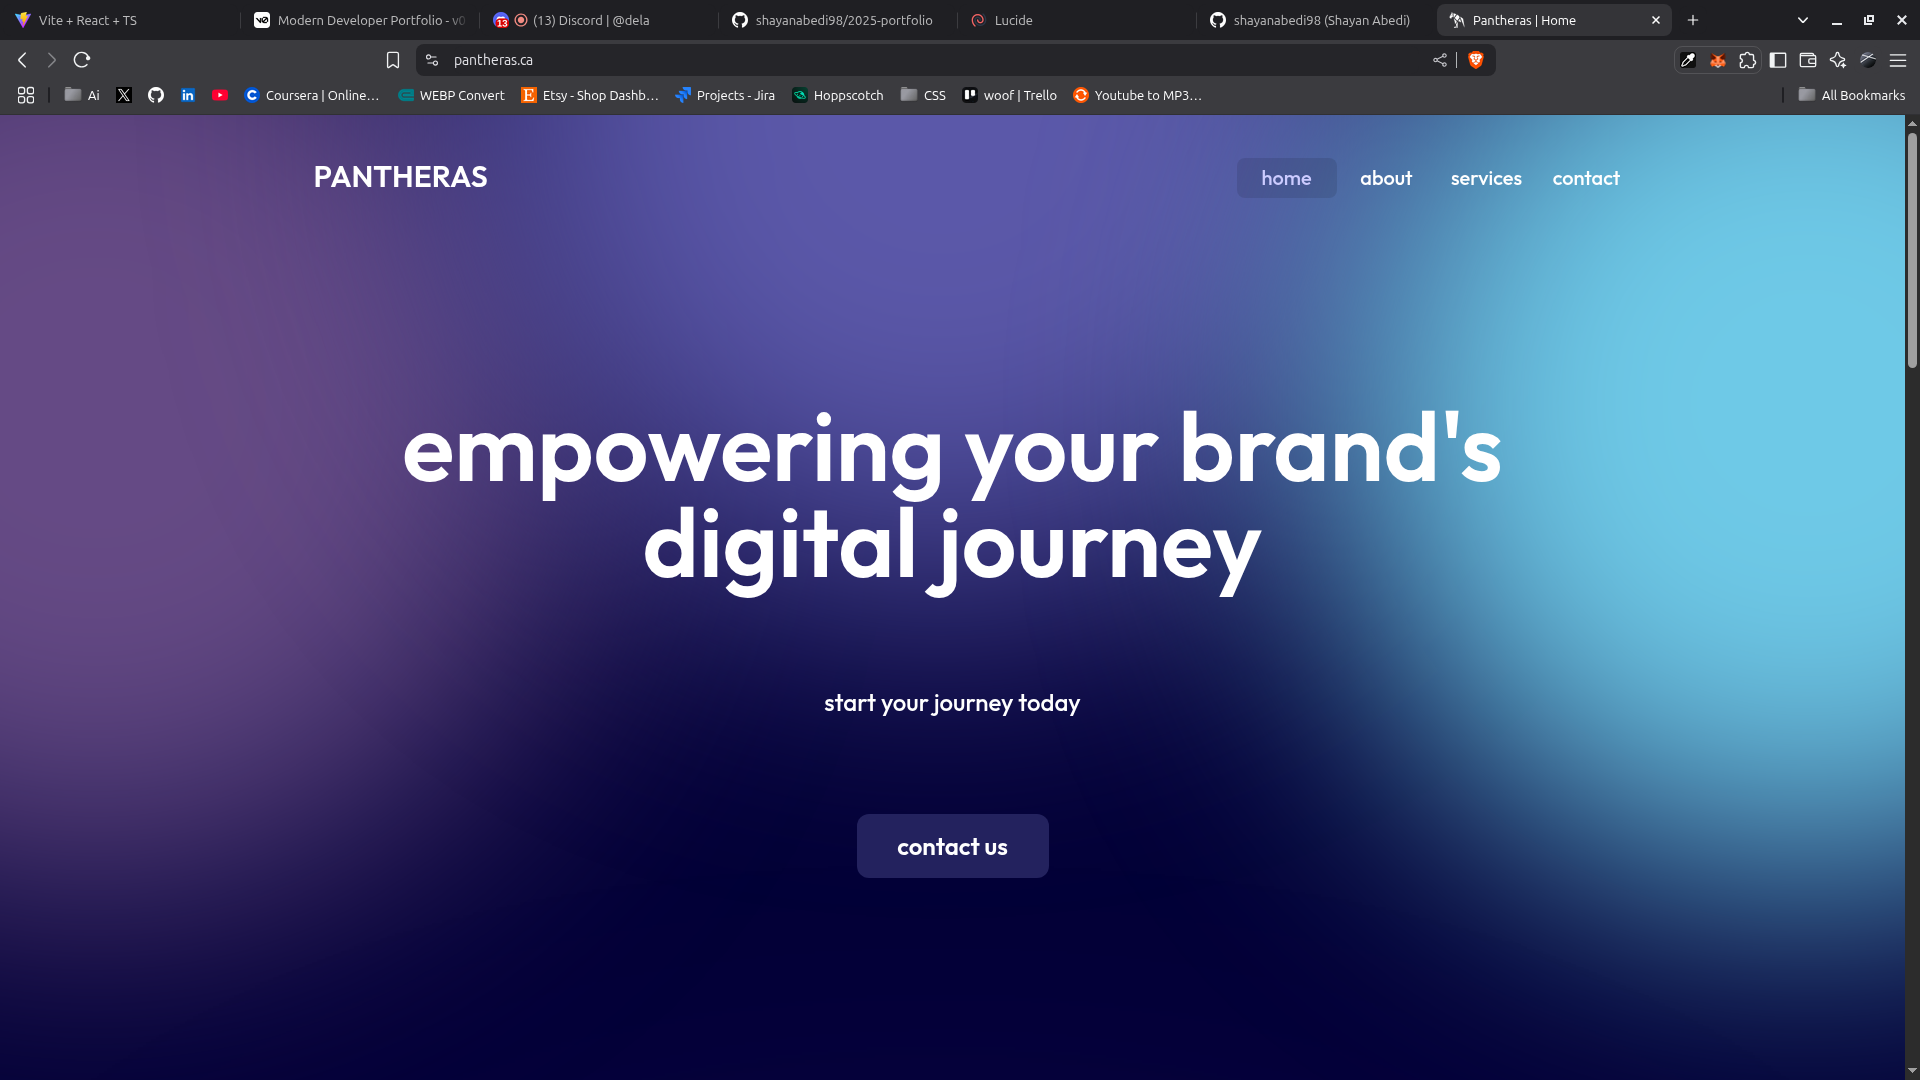 Vite + React + TS
Modern Developer Portfolio - v0
(13) Discord | @dela
shayanabedi98/2025-portfolio
Lucide
shayanabedi98 (Shayan Abedi)
Pantheras | Home
pantheras.ca
Ai
Coursera | Online...
WEBP Convert
Etsy - Shop Dashb...
Projects - Jira
Hoppscotch
CSS
woof | Trello
Youtube to MP3...
All Bookmarks
PANTHERAS
home
about
services
contact
empowering your brand's
digital journey
start your journey today
contact us